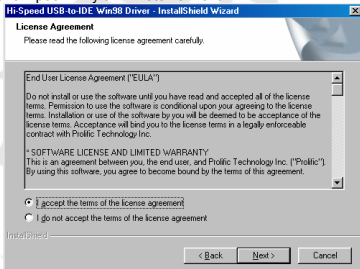 Hi-Speed USB-to-IDE Win98 Driver - InstallShield Wizard
License Agreement
Please read the following license agreement carefully.
End User License Agreement ("EULA")
Do not install or use the software until you have read and accepted all of the license
terms. Permission to use the software is conditional upon your agreeing to the license
terms. Installation or use of the software by you will be deemed to be acceptance of the
license terms. Acceptance will bind you to the license terms in a legally enforceable
contract with Prolific Technology Inc.
* SOFTWARE LICENSE AND LIMITED WARRANTY
This is an agreement between you, the end user, and Prolific Technology Inc. ("Prolific").
By using this software, you agree to become bound by the terms of this agreement.
I accept the terms of the license agreement
I do not accept the terms of the license agreement
InstallShield
< Back
Next >
Cancel